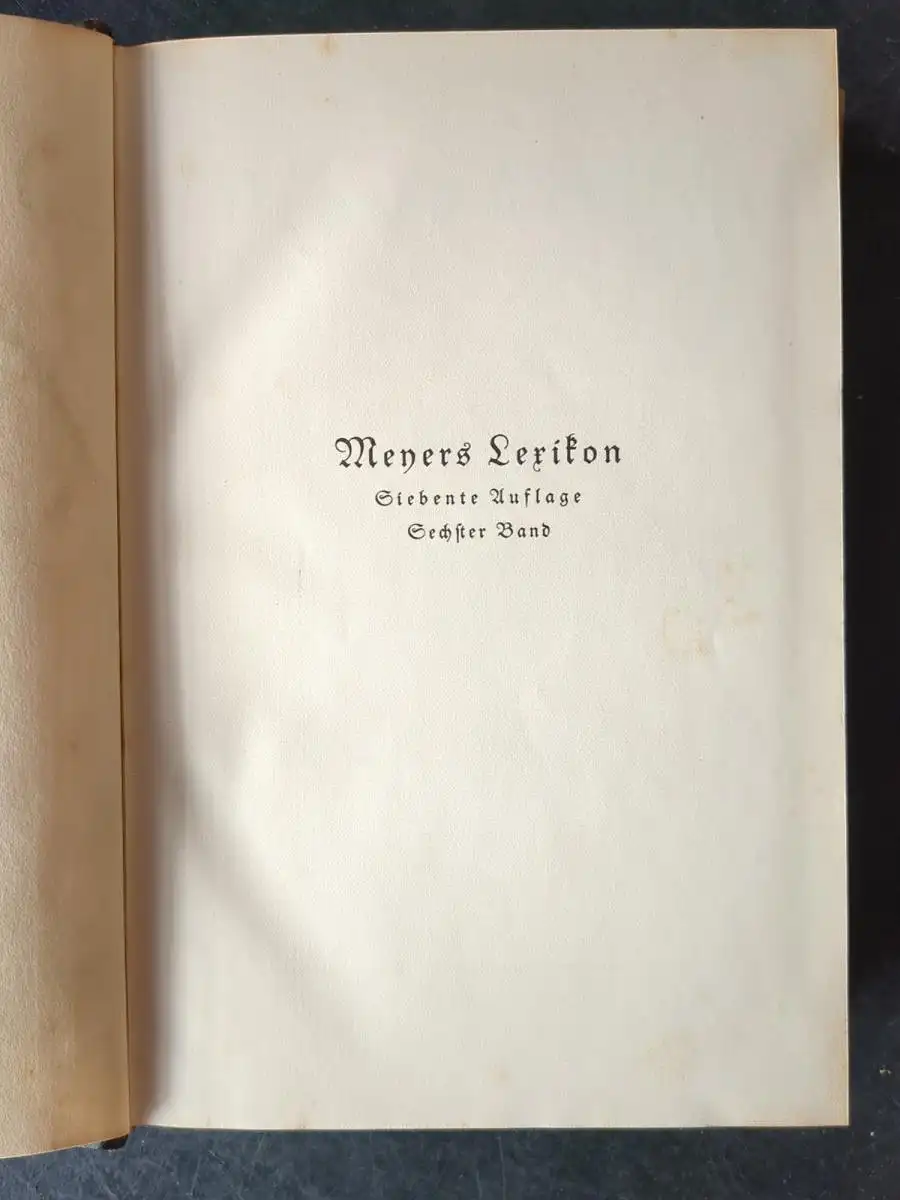 Meyers Lexikon
Siebente Auflage
Sechster Band